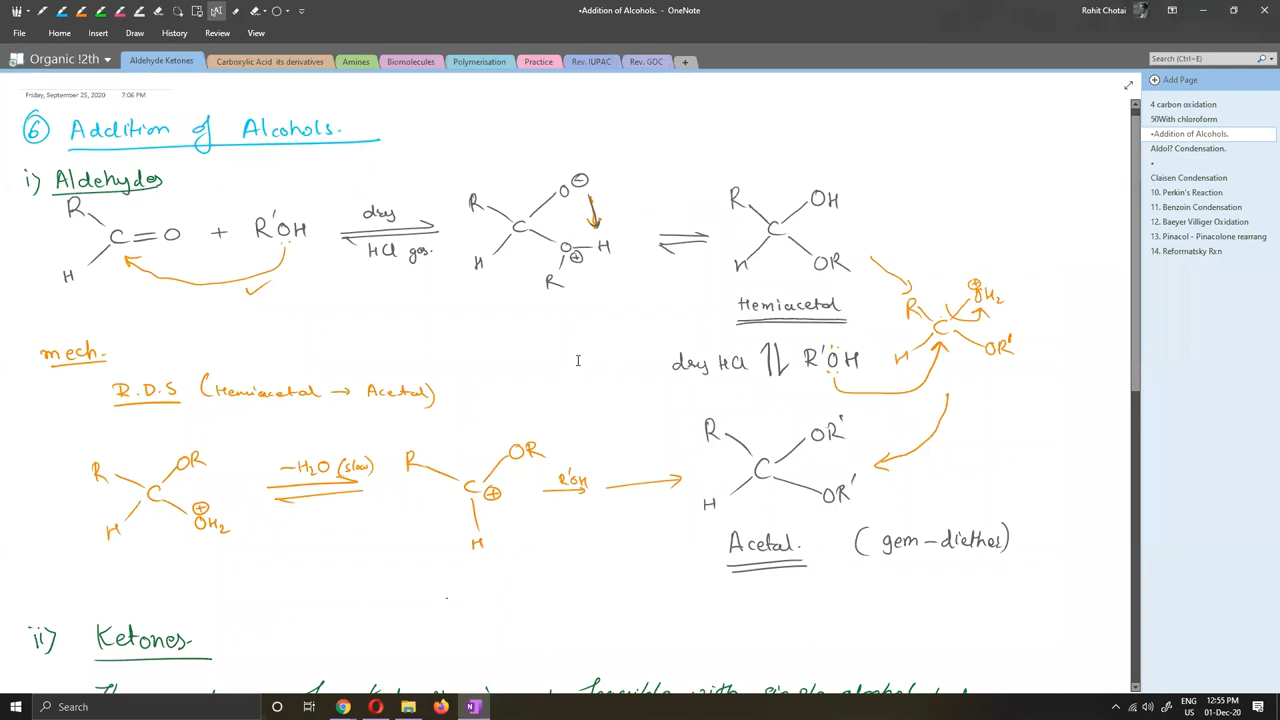 •Addition of Alcohols. - OneNote
Rohit Chotai
File Home Insert Draw History Review View
Organic !2th
Aldehyde Ketones
Carboxylic Acid its derivatives
Amines
Biomolecules
Polymerisation
Practice
Rev. IUPAC
Rev. GOC
Search (Ctrl+E)
Add Page
4 carbon oxidation
50With chloroform
•Addition of Alcohols.
Aldol? Condensation.
•
Claisen Condensation
10. Perkin's Reaction
11. Benzoin Condensation
12. Baeyer Villiger Oxidation
13. Pinacol - Pinacolone rearrang
14. Reformatsky Rxn
Friday, September 25, 2020 7:06 PM
6 Addition of Alcohols.
i) Aldehydes
R
C=O + R'ÖH
H
dry
HCl gas.
R O⊖
C
H O⊕-H
R
R OH
C
H OR
Hemiacetal
R ⊕OH2
C
H OR'
dry HCl R'ÖH
mech.
R.D.S (Hemiacetal → Acetal)
R OR
C
H ⊕OH2
-H2O (slow)
R OR
C⊕
H
R'OH
R OR'
C
H OR'
Acetal. (gem-diether)
ii) Ketones.
Search
ENG
US
12:55 PM
01-Dec-20